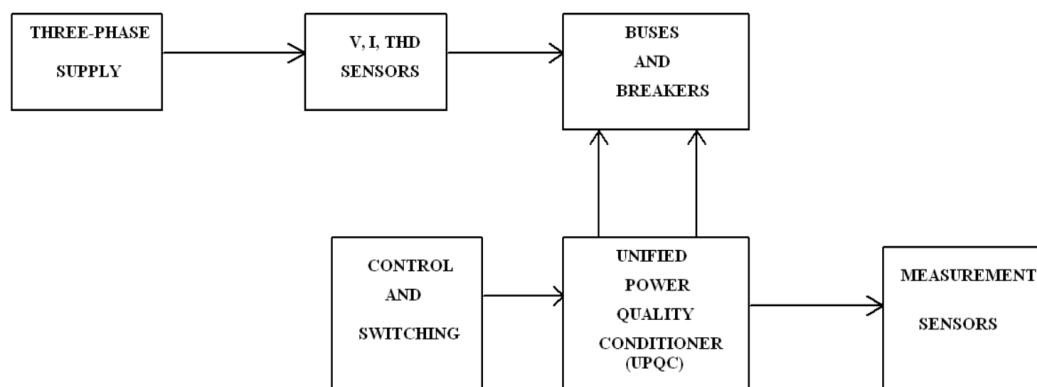 THREE-PHASE
SUPPLY
V, I, THD
SENSORS
BUSES
AND
BREAKERS
CONTROL
AND
SWITCHING
UNIFIED
POWER
QUALITY
CONDITIONER
(UPQC)
MEASUREMENT
SENSORS